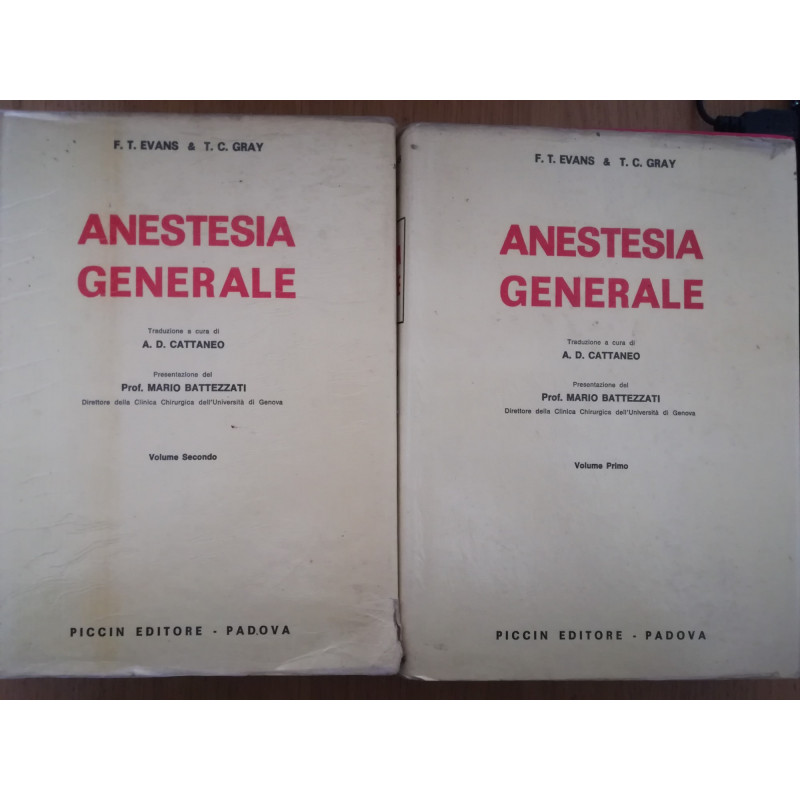 F. T. EVANS & T. C. GRAY
ANESTESIA
GENERALE
Traduzione a cura di
A. D. CATTANEO
Presentazione del
Prof. MARIO BATTEZZATI
Direttore della Clinica Chirurgica dell'Università di Genova
Volume Secondo
PICCIN EDITORE - PADOVA
F. T. EVANS & T. C. GRAY
ANESTESIA
GENERALE
Traduzione a cura di
A. D. CATTANEO
Presentazione del
Prof. MARIO BATTEZZATI
Direttore della Clinica Chirurgica dell'Università di Genova
Volume Primo
PICCIN EDITORE - PADOVA